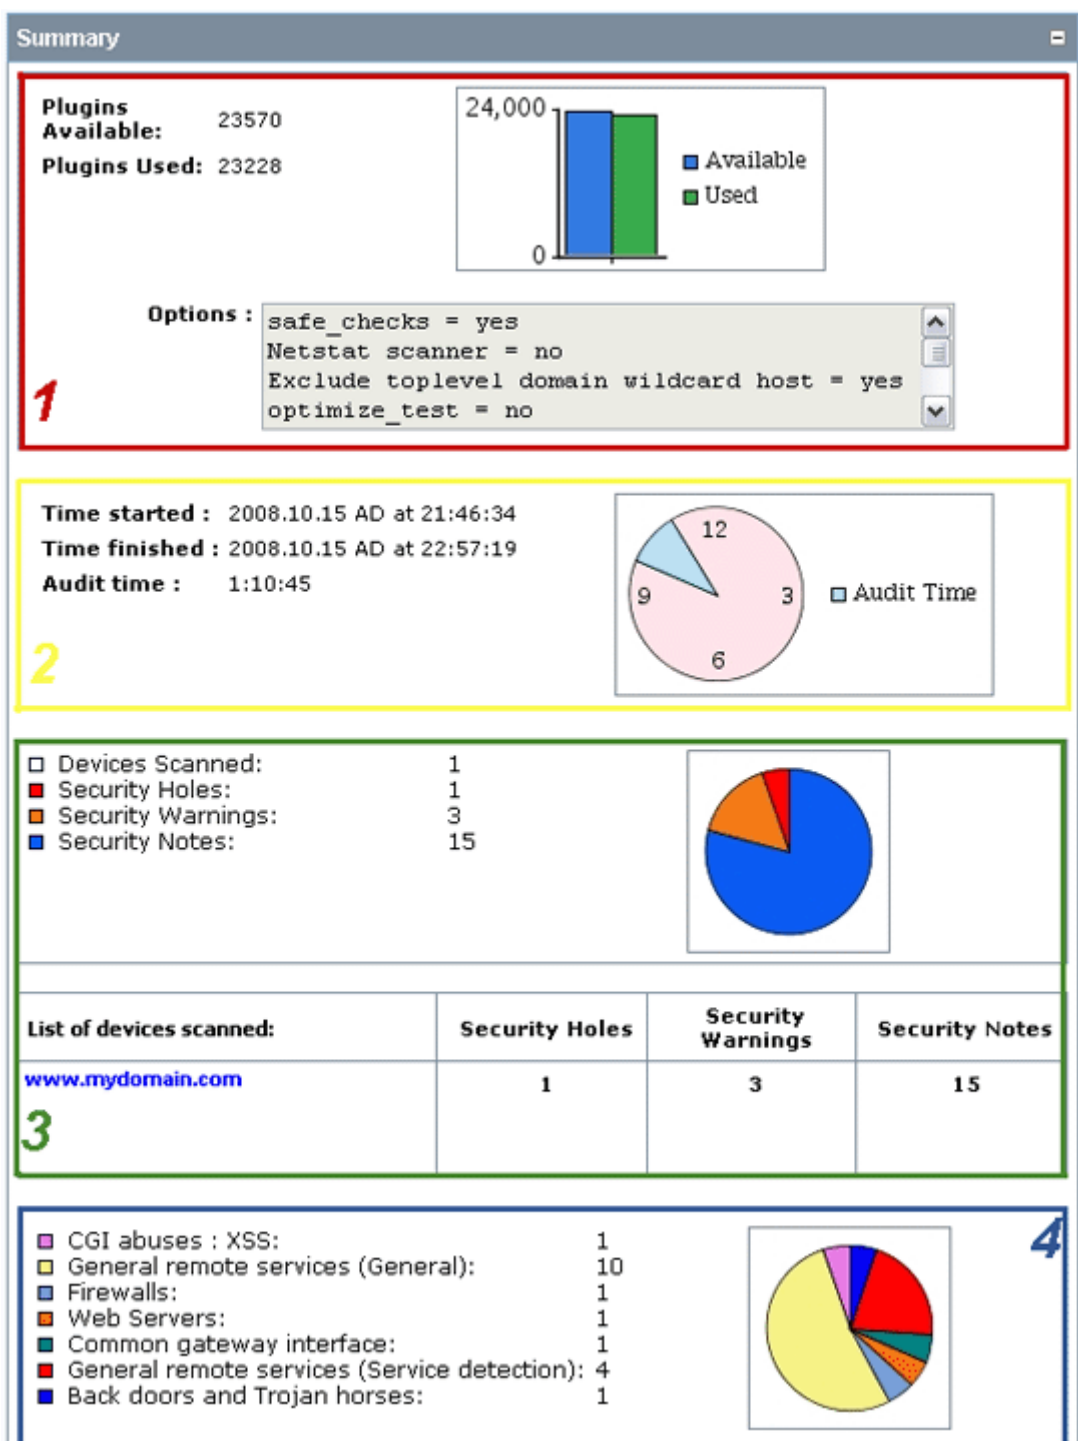 Summary
Plugins Available: 23570
Plugins Used: 23228
24,000
0
Available
Used
Options :
safe_checks = yes
Netstat scanner = no
Exclude toplevel domain wildcard host = yes
optimize_test = no
1
Time started : 2008.10.15 AD at 21:46:34
Time finished : 2008.10.15 AD at 22:57:19
Audit time : 1:10:45
12
9
3
6
Audit Time
2
Devices Scanned: 1
Security Holes: 1
Security Warnings: 3
Security Notes: 15
List of devices scanned: Security Holes Security Warnings Security Notes
www.mydomain.com 1 3 15
3
4
CGI abuses : XSS: 1
General remote services (General): 10
Firewalls: 1
Web Servers: 1
Common gateway interface: 1
General remote services (Service detection): 4
Back doors and Trojan horses: 1